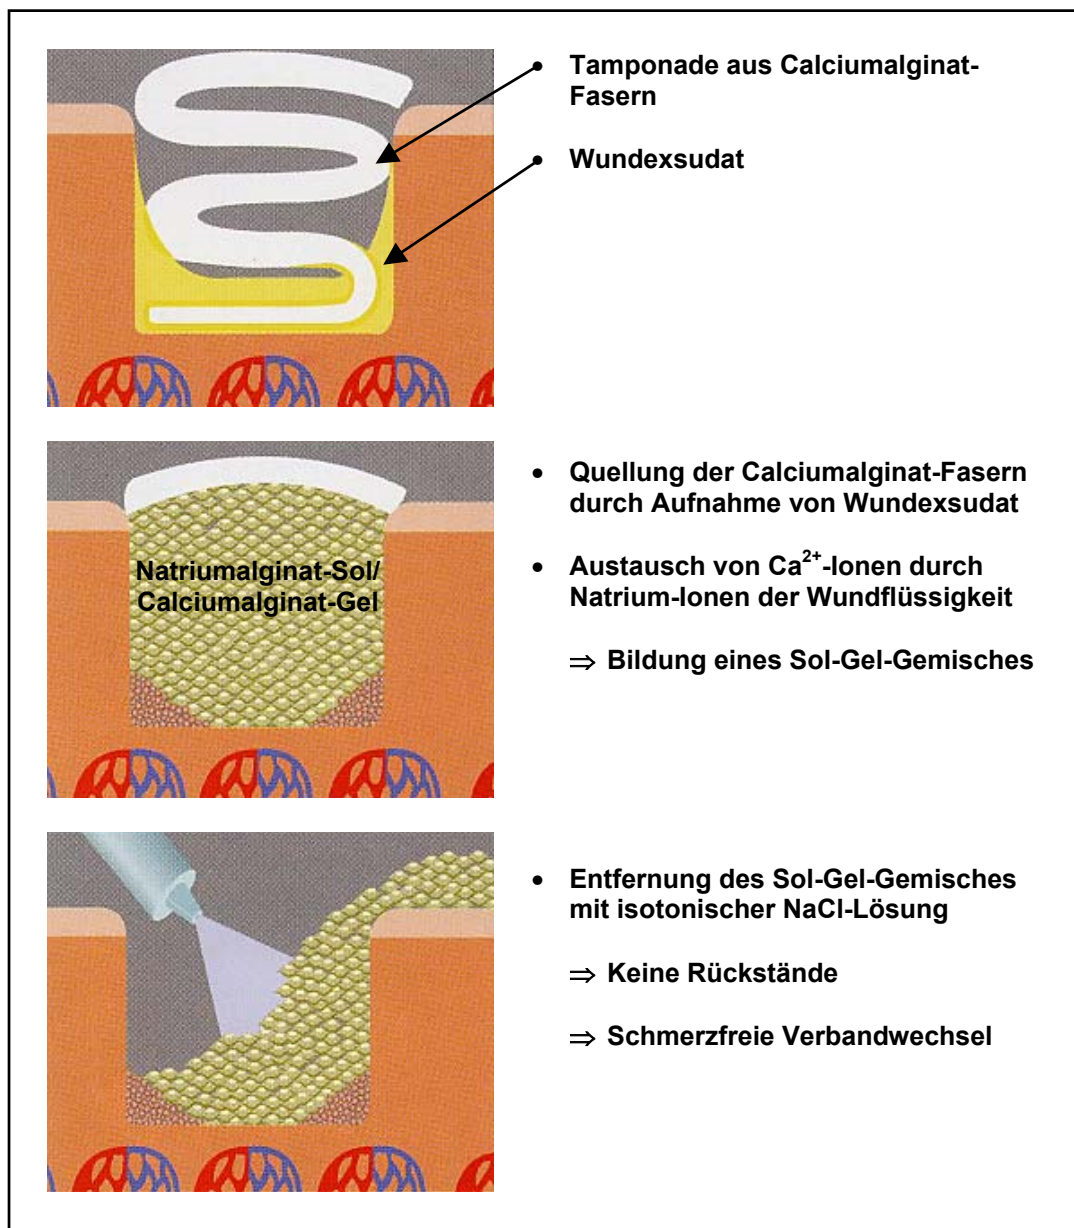 • Tamponade aus Calciumalginat-
Fasern
• Wundexsudat
• Quellung der Calciumalginat-Fasern
durch Aufnahme von Wundexsudat
Natriumalginat-Sol/
Calciumalginat-Gel
• Austausch von Ca²⁺-Ionen durch
Natrium-Ionen der Wundflüssigkeit
⇒ Bildung eines Sol-Gel-Gemisches
• Entfernung des Sol-Gel-Gemisches
mit isotonischer NaCl-Lösung
⇒ Keine Rückstände
⇒ Schmerzfreie Verbandwechsel